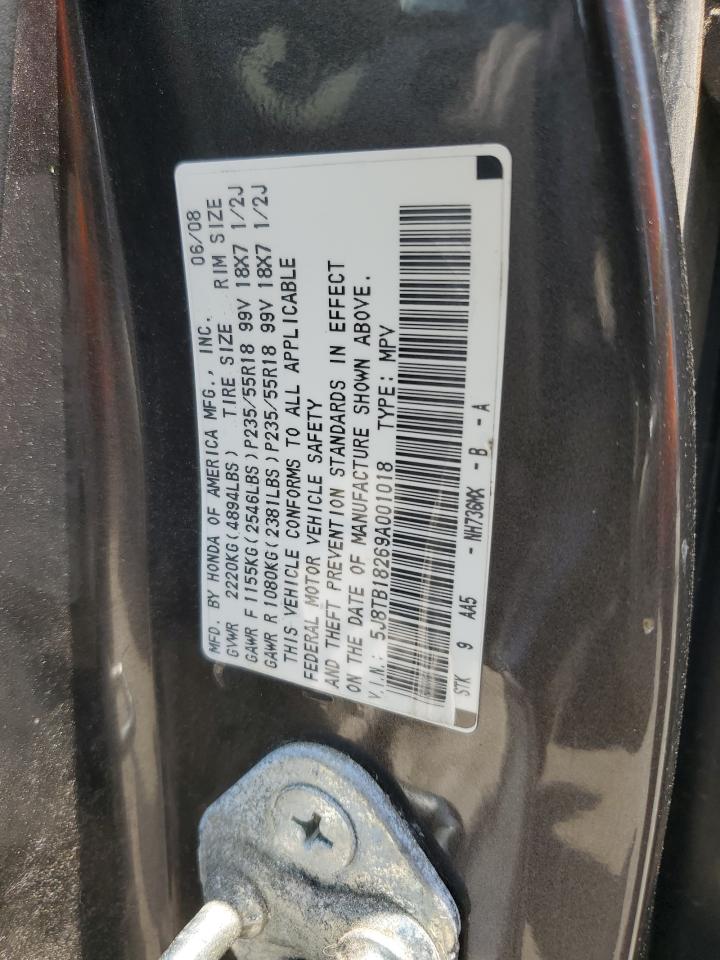 MFD. BY HONDA OF AMERICA MFG., INC. 06/08
GVWR 2220KG(4894LBS) TIRE SIZE RIM SIZE
GAWR F 1155KG(2546LBS)P235/55R18 99V 18X7 1/2J
GAWR R 1080KG(2381LBS)P235/55R18 99V 18X7 1/2J
THIS VEHICLE CONFORMS TO ALL APPLICABLE
FEDERAL MOTOR VEHICLE SAFETY
AND THEFT PREVENTION STANDARDS IN EFFECT
ON THE DATE OF MANUFACTURE SHOWN ABOVE.
V.I.N.: 5J8TB18269A001018 TYPE: MPV
STK 9 AA5 - NH736MX - B - A